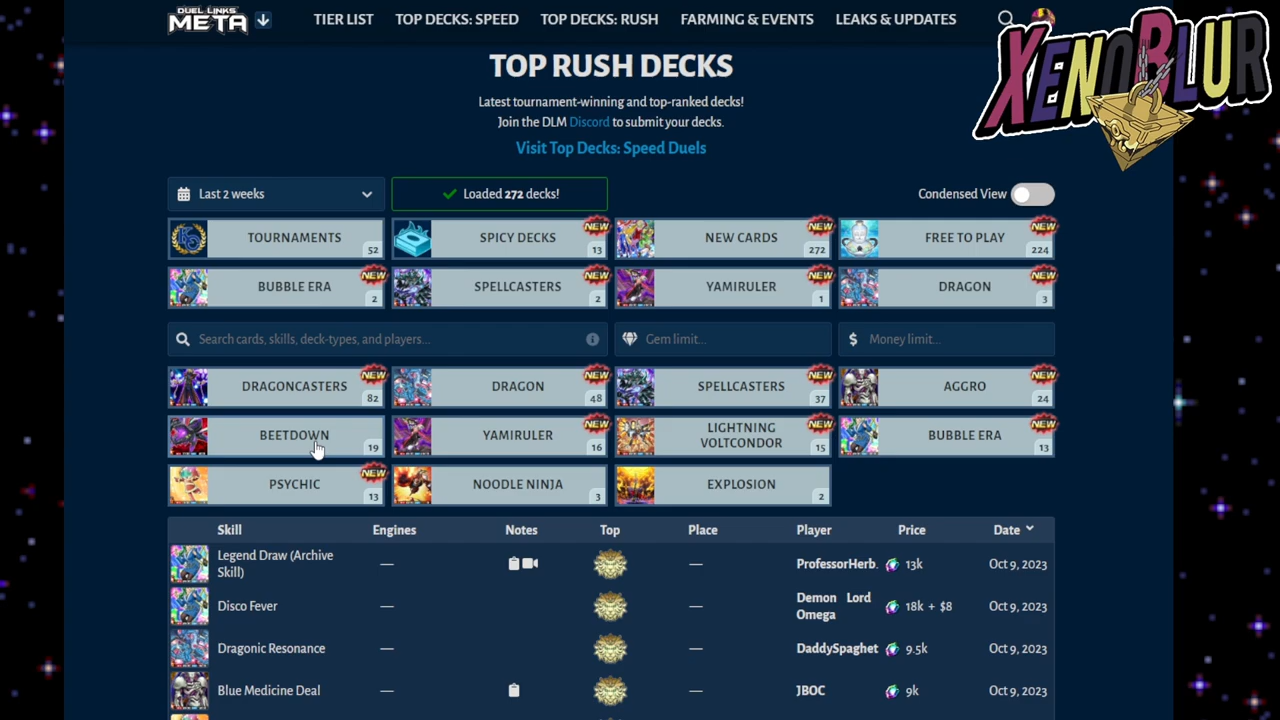 DUEL LINKS
META
TIER LIST
TOP DECKS: SPEED
TOP DECKS: RUSH
FARMING & EVENTS
LEAKS & UPDATES
XENOBLUR
TOP RUSH DECKS
Latest tournament-winning and top-ranked decks!
Join the DLM Discord to submit your decks.
Visit Top Decks: Speed Duels
Last 2 weeks
Loaded 272 decks!
Condensed View
TOURNAMENTS
52
SPICY DECKS
NEW
13
NEW CARDS
NEW
272
FREE TO PLAY
NEW
224
BUBBLE ERA
NEW
2
SPELLCASTERS
NEW
2
YAMIRULER
NEW
1
DRAGON
NEW
3
Search cards, skills, deck-types, and players...
Gem limit...
$ Money limit...
DRAGONCASTERS
NEW
82
DRAGON
NEW
48
SPELLCASTERS
NEW
37
AGGRO
NEW
24
BEETDOWN
19
YAMIRULER
NEW
16
LIGHTNING
VOLTCONDOR
NEW
15
BUBBLE ERA
NEW
13
PSYCHIC
NEW
13
NOODLE NINJA
3
EXPLOSION
2
Skill Engines Notes Top Place Player Price Date
Legend Draw (Archive
Skill)
— — ProfessorHerb. 13k Oct 9, 2023
Disco Fever — — Demon Lord
Omega
18k + $8 Oct 9, 2023
Dragonic Resonance — — DaddySpaghet 9.5k Oct 9, 2023
Blue Medicine Deal — — JBOC 9k Oct 9, 2023